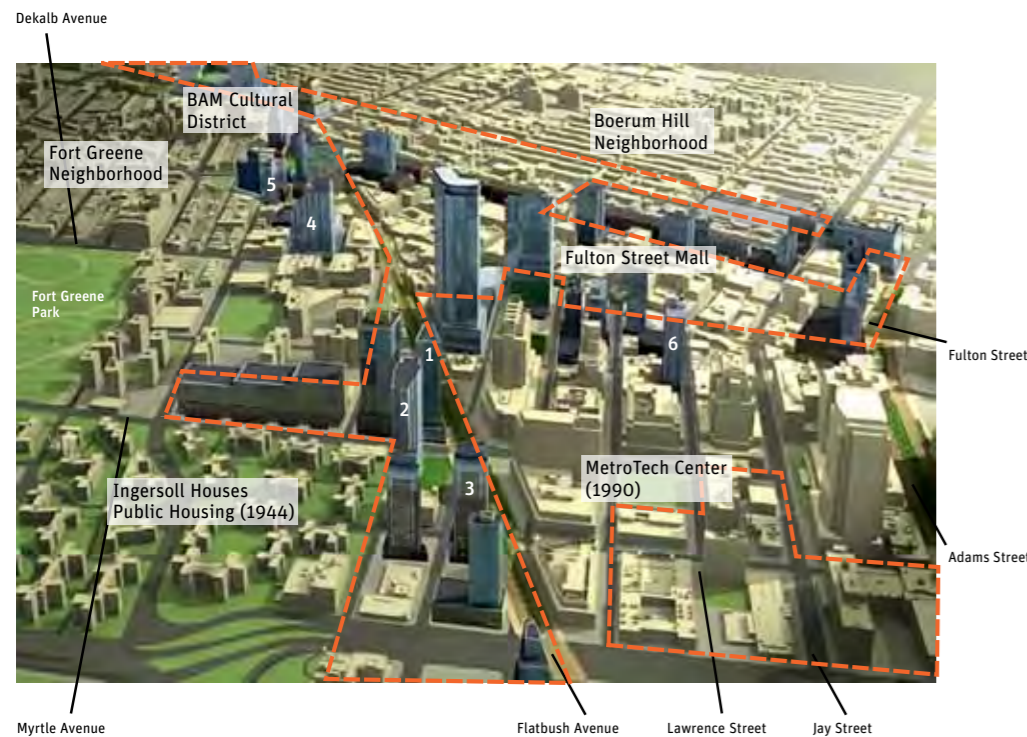 Dekalb Avenue
BAM Cultural
District
Boerum Hill
Neighborhood
Fort Greene
Neighborhood
5
4
Fulton Street Mall
Fort Greene
Park
1
6
Fulton Street
2
MetroTech Center
(1990)
Ingersoll Houses
Public Housing (1944)
3
Adams Street
Myrtle Avenue
Flatbush Avenue
Lawrence Street
Jay Street